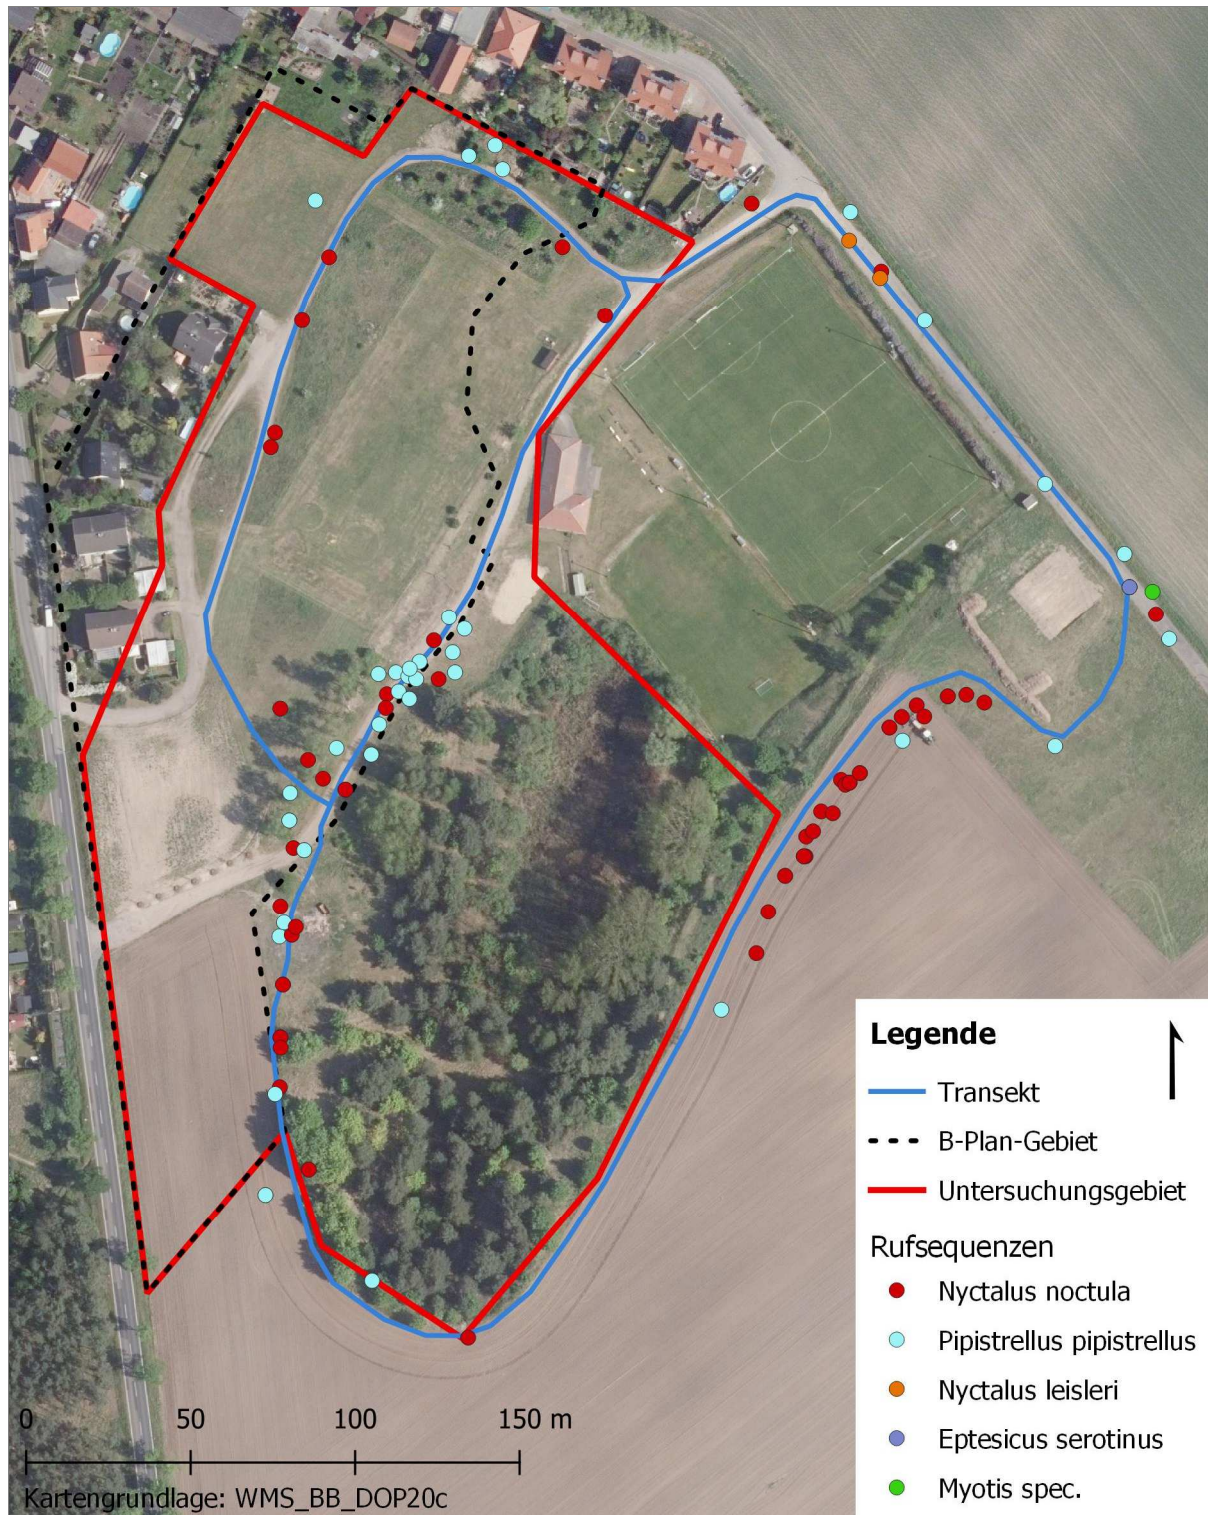 Legende
Transekt
B-Plan-Gebiet
Untersuchungsgebiet
Rufsequenzen
Nyctalus noctula
Pipistrellus pipistrellus
Nyctalus leisleri
Eptesicus serotinus
Myotis spec.
0 50 100 150 m
Kartengrundlage: WMS_BB_DOP20c